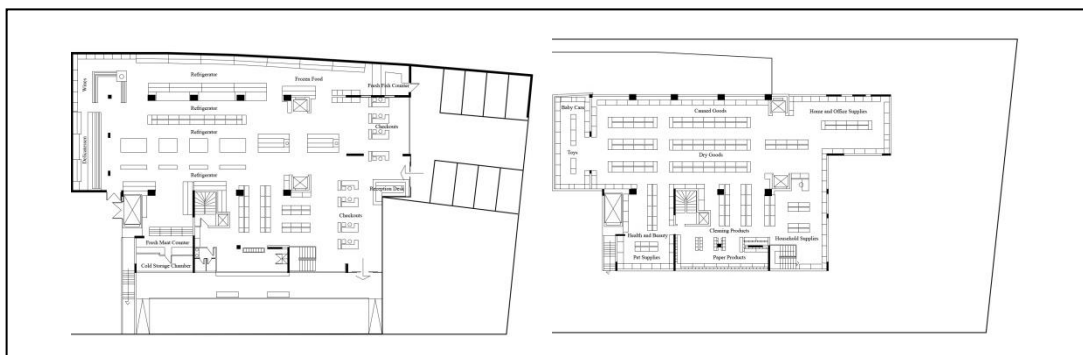 Refrigerator
Frozen Food
Wines
Fresh Fish Counter
Refrigerator
Checkouts
Refrigerator
Delicatessen
Refrigerator
Reception Desk
Checkouts
Fresh Meat Counter
Cold Storage Chamber
Baby Care
Canned Goods
Home and Office Supplies
Toys
Dry Goods
Cleaning Products
Health and Beauty
Household Supplies
Pet Supplies
Paper Products